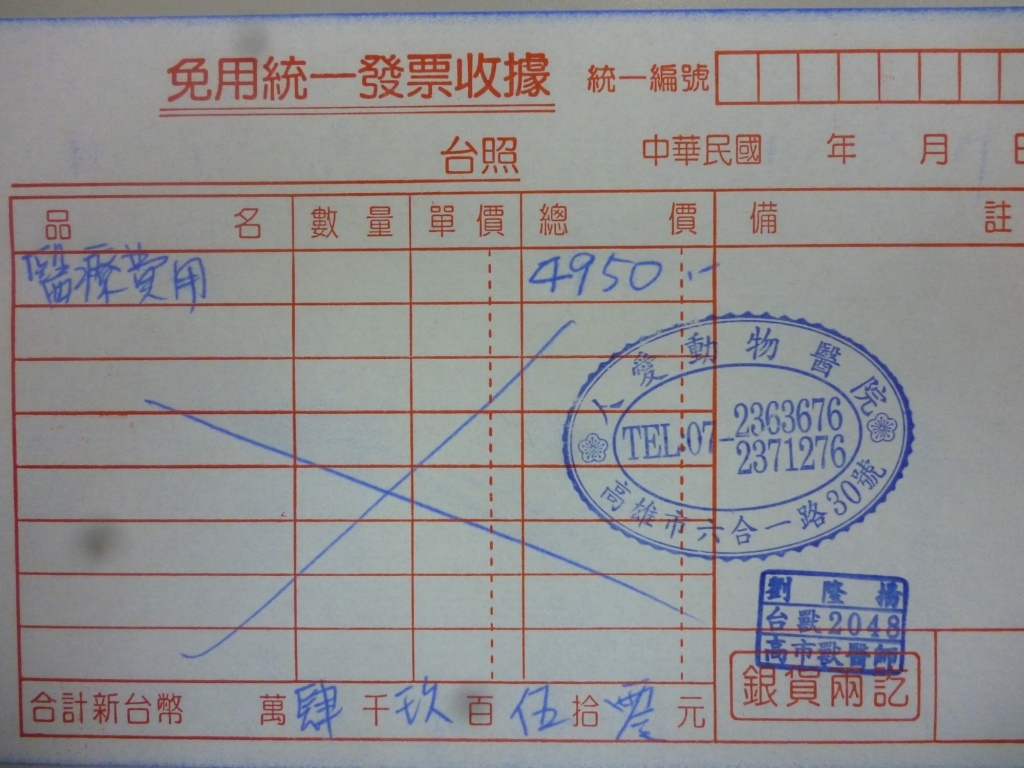 免用統一發票收據 統一編號
台照 中華民國 年 月 日
品名 數量 單價 總價 備註
醫療費用 4950.-
人愛動物醫院
TEL:07-2363676
2371276
高雄市六合一路30號
劉隆揚
台獸2048
高市獸醫師
銀貨兩訖
合計新台幣 萬肆千玖百伍拾零元